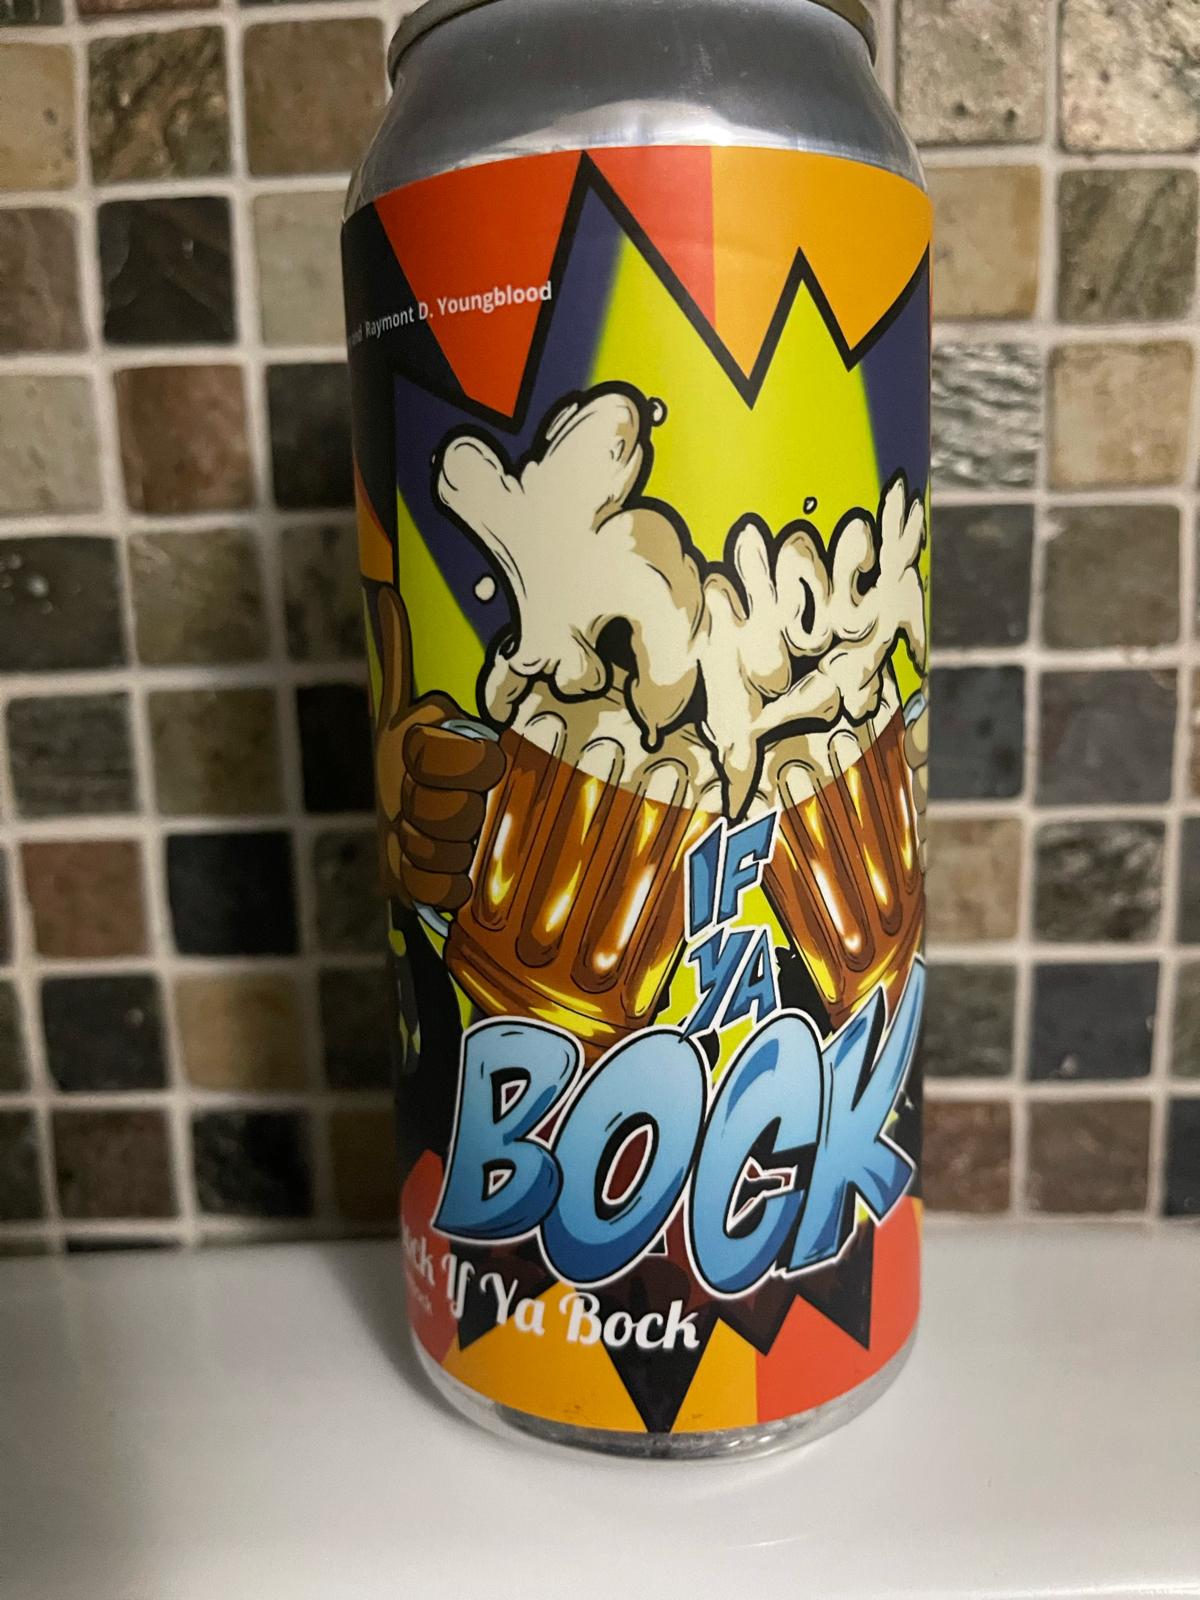 Raymont D. Youngblood
Knock
IF
YA
BOCK
If Ya Bock